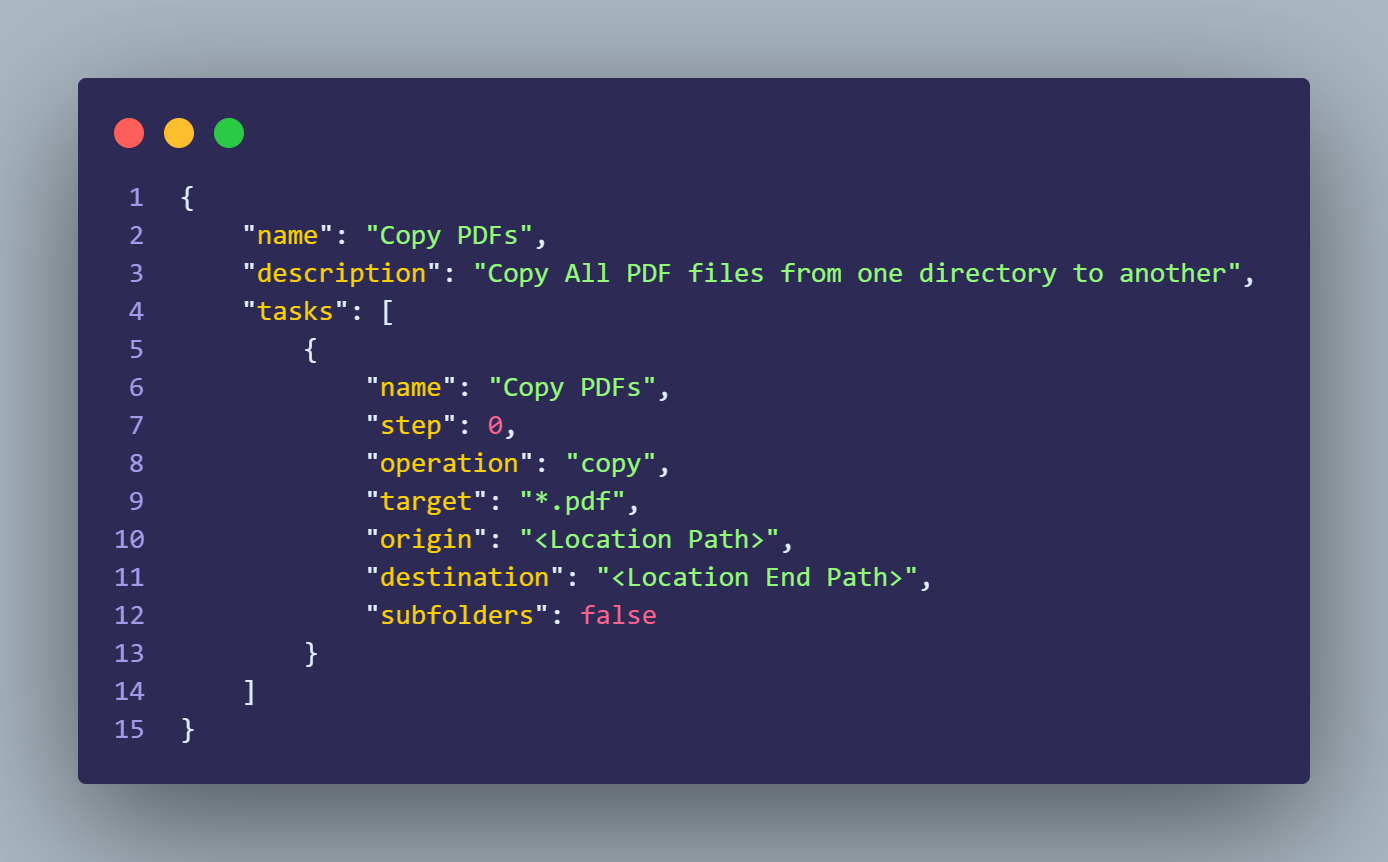 1 {
2     "name": "Copy PDFs",
3     "description": "Copy All PDF files from one directory to another",
4     "tasks": [
5         {
6             "name": "Copy PDFs",
7             "step": 0,
8             "operation": "copy",
9             "target": "*.pdf",
10             "origin": "<Location Path>",
11             "destination": "<Location End Path>",
12             "subfolders": false
13         }
14     ]
15 }